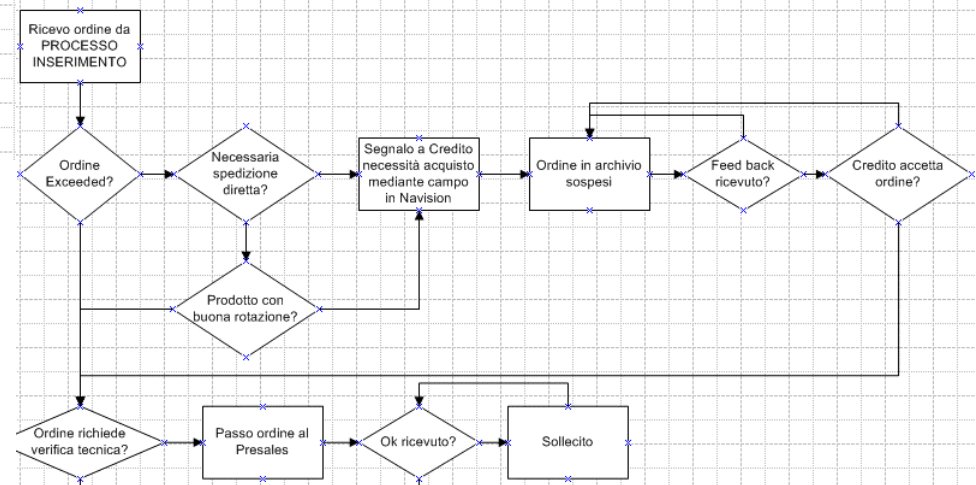 Ricevo ordine da
PROCESSO
INSERIMENTO
Ordine
Exceeded?
Necessaria
spedizione
diretta?
Segnalo a Credito
necessità acquisto
mediante campo
in Navision
Ordine in archivio
sospesi
Feed back
ricevuto?
Credito accetta
ordine?
Prodotto con
buona rotazione?
Ordine richiede
verifica tecnica?
Passo ordine al
Presales
Ok ricevuto?
Sollecito